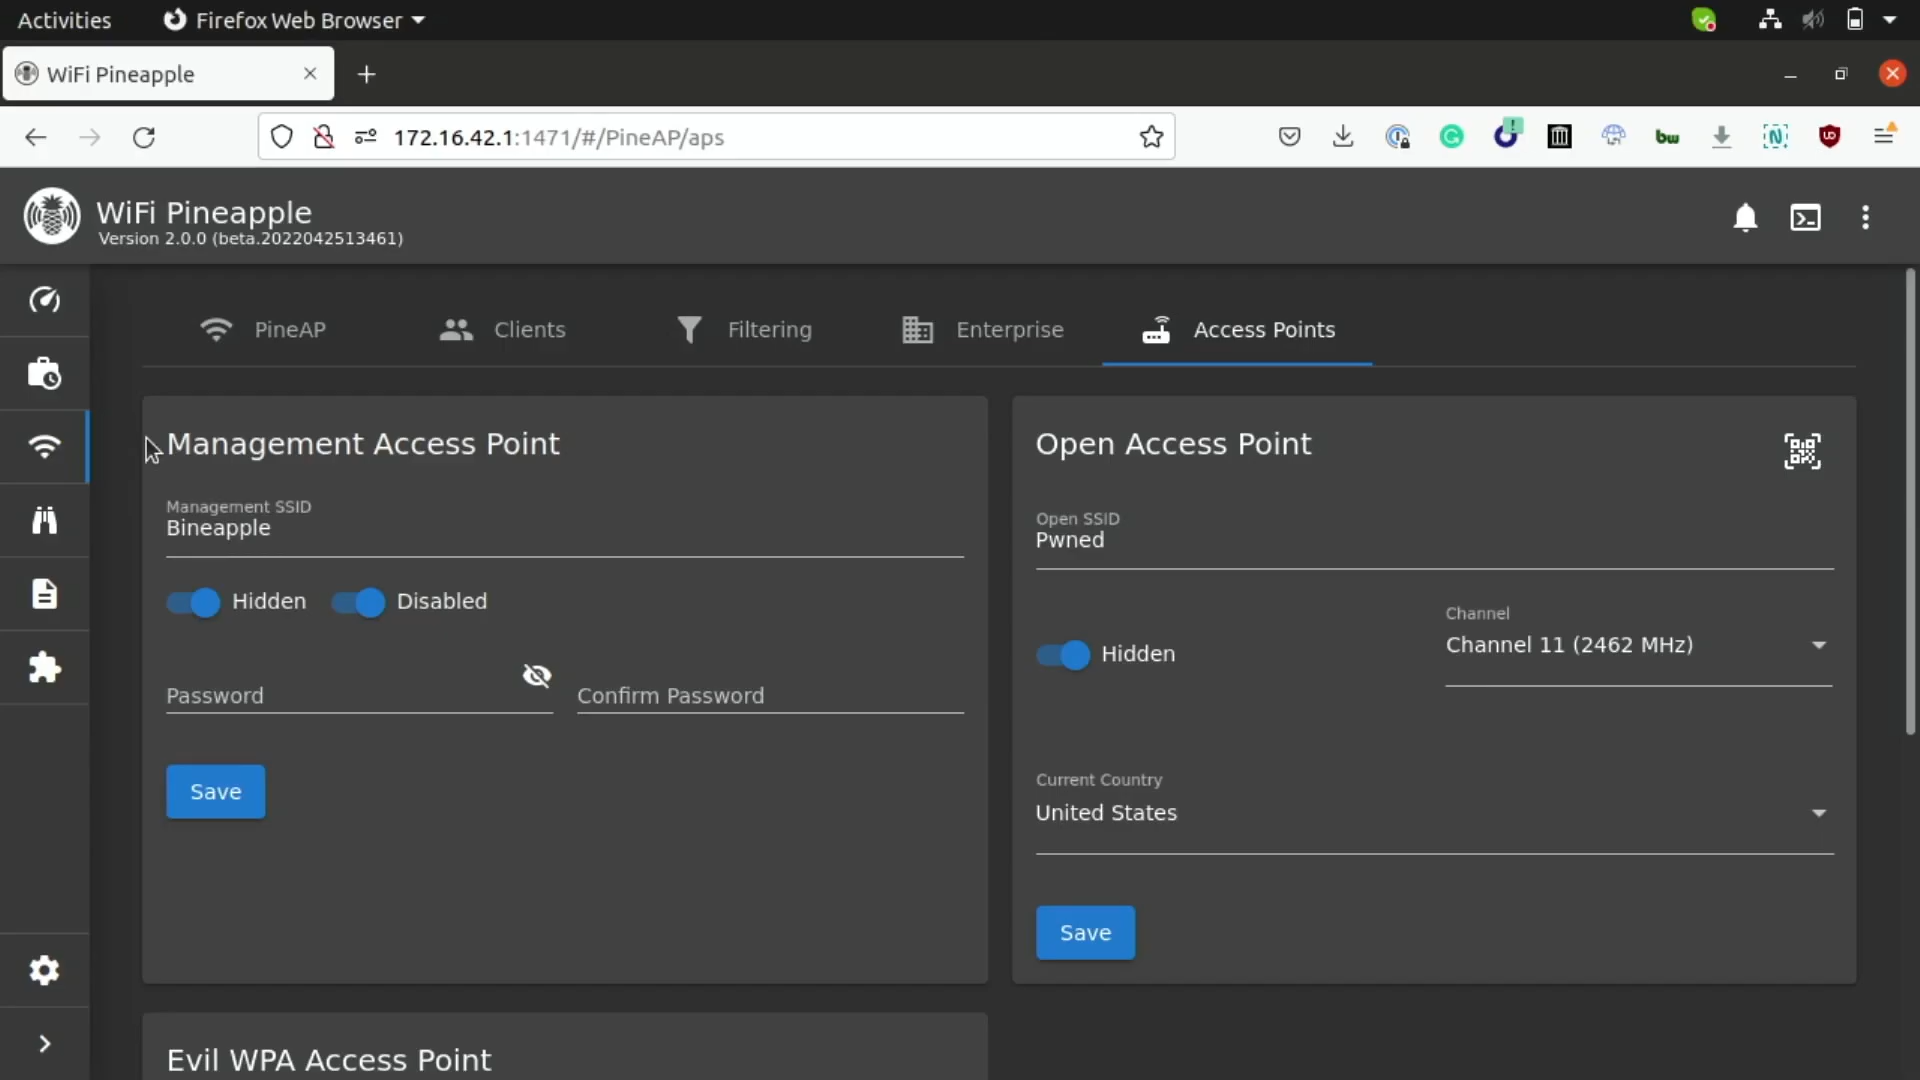 Activities
Firefox Web Browser
WiFi Pineapple
172.16.42.1:1471/#/PineAP/aps
bw
WiFi Pineapple
Version 2.0.0 (beta.2022042513461)
PineAP
Clients
Filtering
Enterprise
Access Points
Management Access Point
Management SSID
Bineapple
Hidden
Disabled
Password
Confirm Password
Save
Open Access Point
Open SSID
Pwned
Hidden
Channel
Channel 11 (2462 MHz)
Current Country
United States
Save
Evil WPA Access Point